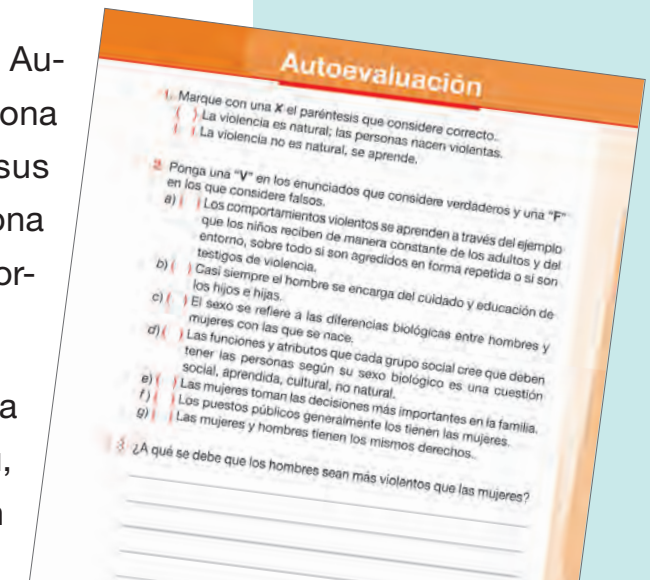 Au-
ona
sus
ona
or-
a
,
Autoevaluación
1. Marque con una X el paréntesis que considere correcto.
( ) La violencia es natural; las personas nacen violentas.
( ) La violencia no es natural, se aprende.
2. Ponga una "V" en los enunciados que considere verdaderos y una "F"
en los que considere falsos.
a) ( ) Los comportamientos violentos se aprenden a través del ejemplo
que los niños reciben de manera constante de los adultos y del
entorno, sobre todo si son agredidos en forma repetida o si son
testigos de violencia.
b) ( ) Casi siempre el hombre se encarga del cuidado y educación de
los hijos e hijas.
c) ( ) El sexo se refiere a las diferencias biológicas entre hombres y
mujeres con las que se nace.
d) ( ) Las funciones y atributos que cada grupo social cree que deben
tener las personas según su sexo biológico es una cuestión
social, aprendida, cultural, no natural.
e) ( ) Las mujeres toman las decisiones más importantes en la familia.
f) ( ) Los puestos públicos generalmente los tienen las mujeres.
g) ( ) Las mujeres y hombres tienen los mismos derechos.
3. ¿A qué se debe que los hombres sean más violentos que las mujeres?